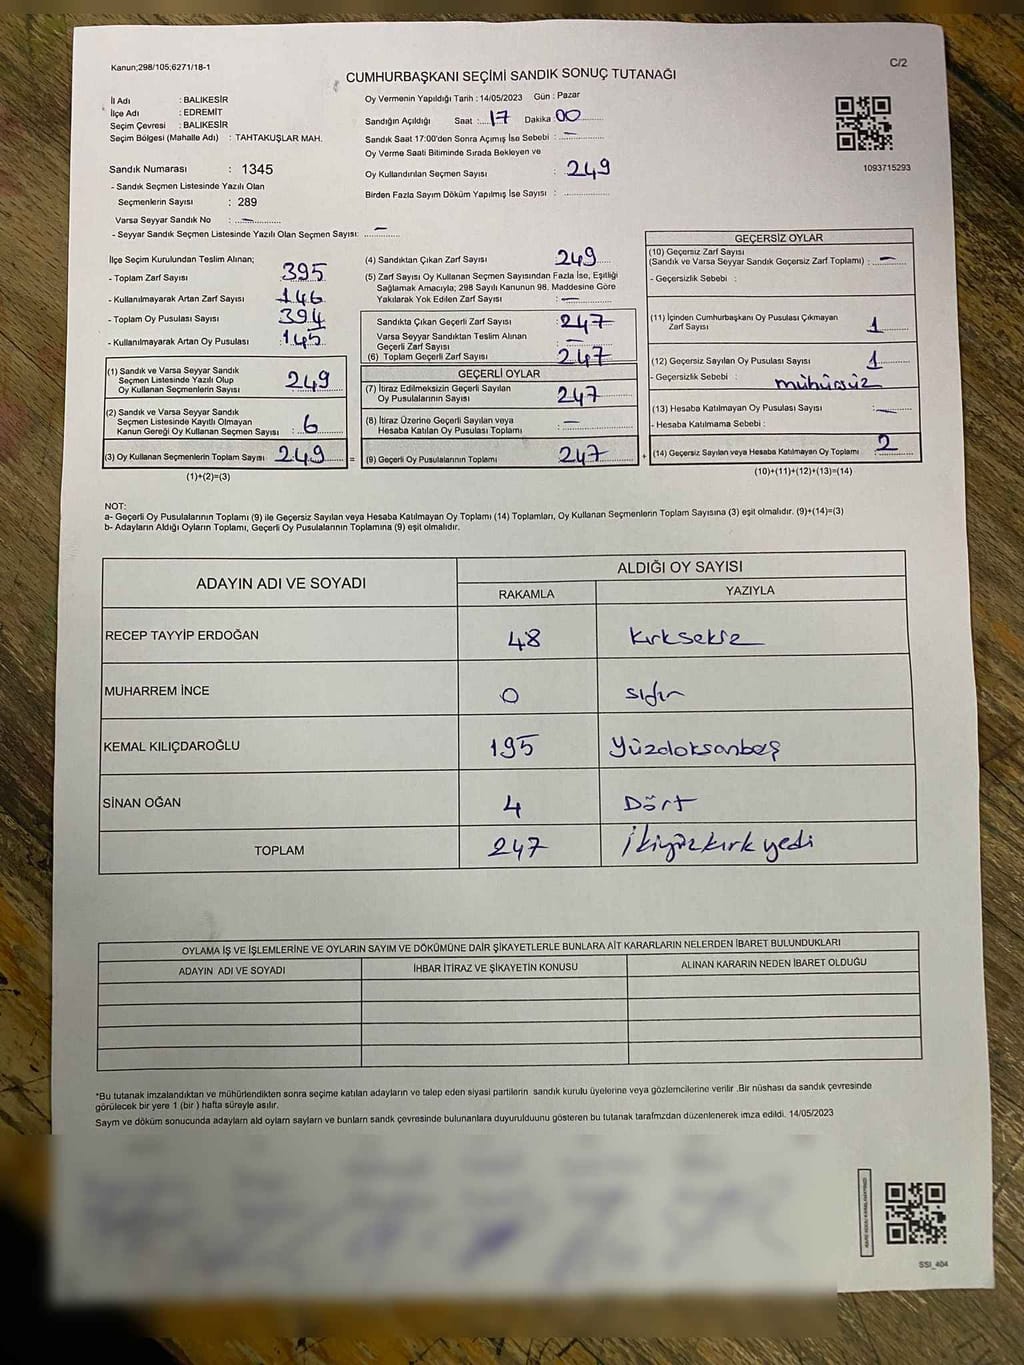 Kanun;298/105;6271/18-1
C/2
CUMHURBAŞKANI SEÇİMİ SANDIK SONUÇ TUTANAĞI
İl Adı : BALIKESİR
İlçe Adı : EDREMİT
Seçim Çevresi : BALIKESİR
Seçim Bölgesi (Mahalle Adı) : TAHTAKUŞLAR MAH.
Oy Vermenin Yapıldığı Tarih : 14/05/2023 Gün : Pazar
Sandığın Açıldığı Saat :.... 17 Dakika: 00
Sandık Saat 17:00'den Sonra Açımış İse Sebebi : —
Oy Verme Saati Bitiminde Sırada Bekleyen ve
Oy Kullandırılan Seçmen Sayısı : 249
Birden Fazla Sayım Döküm Yapılmış İse Sayısı :
1093715293
Sandık Numarası : 1345
- Sandık Seçmen Listesinde Yazılı Olan
Seçmenlerin Sayısı : 289
Varsa Seyyar Sandık No : —
- Seyyar Sandık Seçmen Listesinde Yazılı Olan Seçmen Sayısı: —
İlçe Seçim Kurulundan Teslim Alınan;
- Toplam Zarf Sayısı : 395
- Kullanılmayarak Artan Zarf Sayısı : 146
- Toplam Oy Pusulası Sayısı : 394
- Kullanılmayarak Artan Oy Pusulası : 145
(1) Sandık ve Varsa Seyyar Sandık
Seçmen Listesinde Yazılı Olup
Oy Kullanan Seçmenlerin Sayısı : 249
(2) Sandık ve Varsa Seyyar Sandık
Seçmen Listesinde Kayıtlı Olmayan
Kanun Gereği Oy Kullanan Seçmen Sayısı : 6
(3) Oy Kullanan Seçmenlerin Toplam Sayısı : 249
(1)+(2)=(3)
(4) Sandıktan Çıkan Zarf Sayısı : 249
(5) Zarf Sayısı Oy Kullanan Seçmen Sayısından Fazla İse, Eşitliği
Sağlamak Amacıyla; 298 Sayılı Kanunun 98. Maddesine Göre
Yakılarak Yok Edilen Zarf Sayısı : —
Sandıkta Çıkan Geçerli Zarf Sayısı : 247
Varsa Seyyar Sandıktan Teslim Alınan
Geçerli Zarf Sayısı : —
(6) Toplam Geçerli Zarf Sayısı : 247
GEÇERLİ OYLAR
(7) İtiraz Edilmeksizin Geçerli Sayılan
Oy Pusulalarının Sayısı : 247
(8) İtiraz Üzerine Geçerli Sayılan veya
Hesaba Katılan Oy Pusulası Toplamı : —
= (9) Geçerli Oy Pusulalarının Toplamı : 247 +
GEÇERSİZ OYLAR
(10) Geçersiz Zarf Sayısı
(Sandık ve Varsa Seyyar Sandık Geçersiz Zarf Toplamı) : —
- Geçersizlik Sebebi :
(11) İçinden Cumhurbaşkanı Oy Pusulası Çıkmayan
Zarf Sayısı : 1
(12) Geçersiz Sayılan Oy Pusulası Sayısı : 1
- Geçersizlik Sebebi : mühürsüz
(13) Hesaba Katılmayan Oy Pusulası Sayısı : —
- Hesaba Katılmama Sebebi :
(14) Geçersiz Sayılan veya Hesaba Katılmayan Oy Toplamı : 2
(10)+(11)+(12)+(13)=(14)
NOT:
a- Geçerli Oy Pusulalarının Toplamı (9) ile Geçersiz Sayılan veya Hesaba Katılmayan Oy Toplamı (14) Toplamları, Oy Kullanan Seçmenlerin Toplam Sayısına (3) eşit olmalıdır. (9)+(14)=(3)
b- Adayların Aldığı Oyların Toplamı, Geçerli Oy Pusulalarının Toplamına (9) eşit olmalıdır.
ADAYIN ADI VE SOYADI
ALDIĞI OY SAYISI
RAKAMLA YAZIYLA
RECEP TAYYİP ERDOĞAN 48 Kırksekiz
MUHARREM İNCE 0 sıfır
KEMAL KILIÇDAROĞLU 195 Yüzdoksanbeş
SİNAN OĞAN 4 Dört
TOPLAM 247 İkiyüzkırk yedi
OYLAMA İŞ VE İŞLEMLERİNE VE OYLARIN SAYIM VE DÖKÜMÜNE DAİR ŞİKAYETLERLE BUNLARA AİT KARARLARIN NELERDEN İBARET BULUNDUKLARI
ADAYIN ADI VE SOYADI İHBAR İTİRAZ VE ŞİKAYETİN KONUSU ALINAN KARARIN NEDEN İBARET OLDUĞU
*Bu tutanak imzalandıktan ve mühürlendikten sonra seçime katılan adayların ve talep eden siyasi partilerin sandık kurulu üyelerine veya gözlemcilerine verilir .Bir nüshası da sandık çevresinde
görülecek bir yere 1 (bir ) hafta süreyle asılır.
Saym ve döküm sonucunda adaylarn ald oylarn saylarn ve bunlarn sandk çevresinde bulunanlara duyurulduunu gösteren bu tutanak tarafmzdan düzenlenerek imza edildi. 14/05/2023
SSI_404